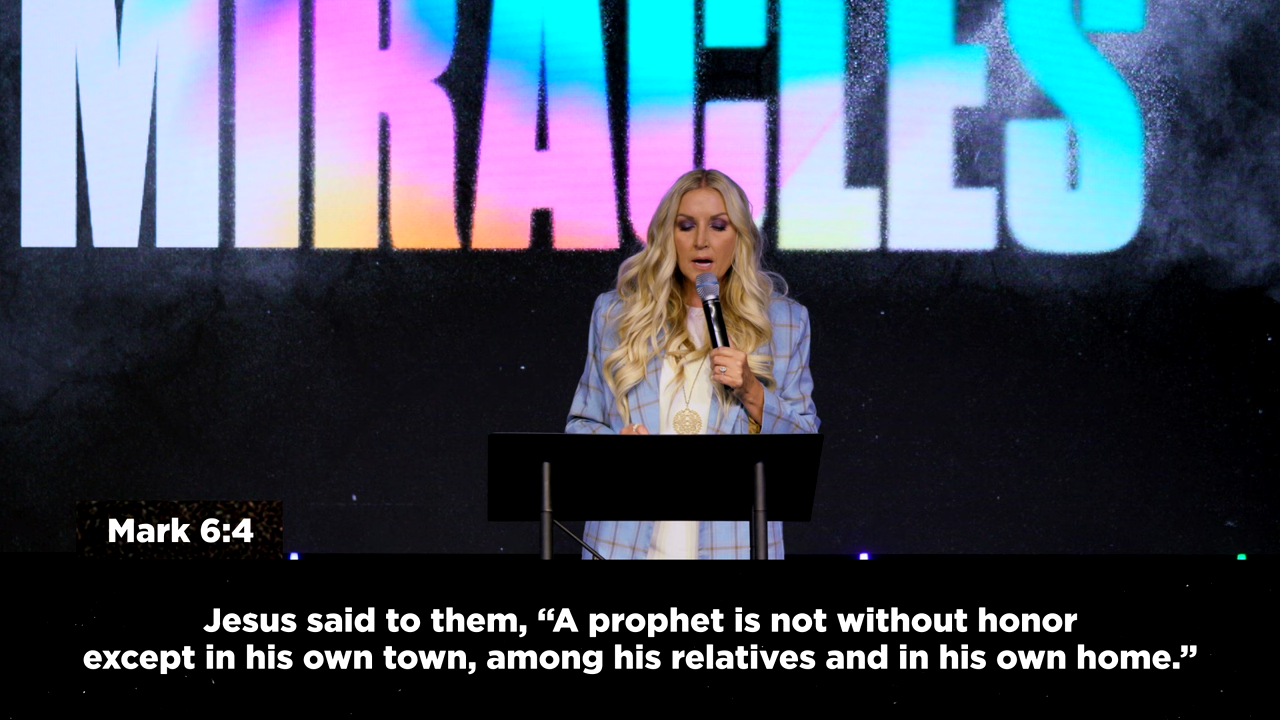 MIRACLES
Mark 6:4
Jesus said to them, “A prophet is not without honor
except in his own town, among his relatives and in his own home.”